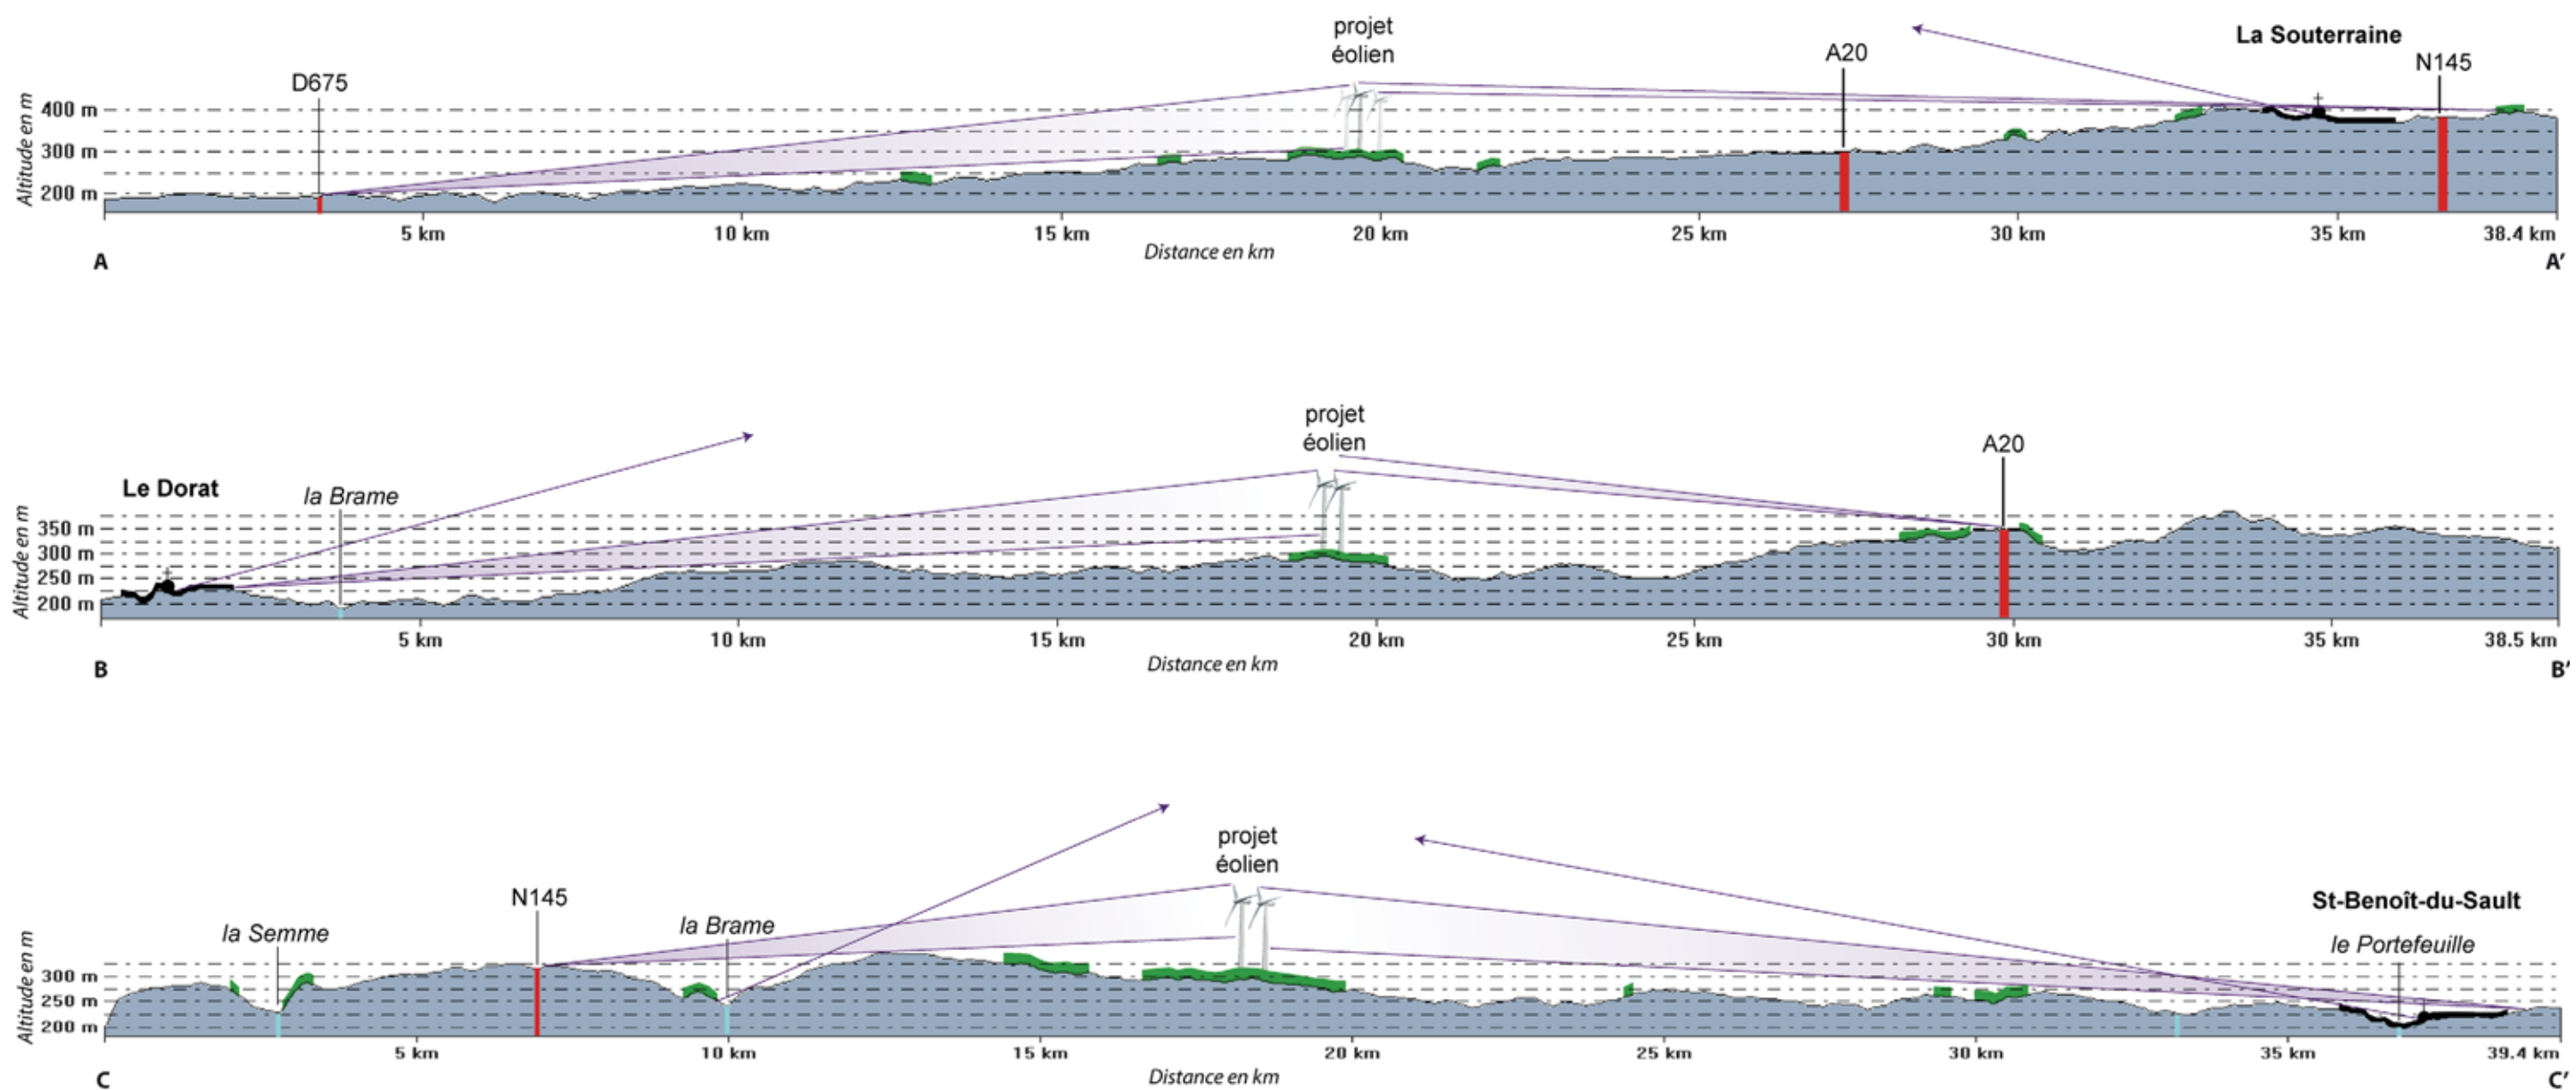 projet
éolien
La Souterraine
A20
N145
D675
Altitude en m
400 m
300 m
200 m
5 km
10 km
15 km
20 km
25 km
30 km
35 km
38.4 km
Distance en km
A
A'
projet
éolien
A20
Le Dorat
la Brame
Altitude en m
350 m
300 m
250 m
200 m
5 km
10 km
15 km
20 km
25 km
30 km
35 km
38.5 km
Distance en km
B
B'
projet
éolien
N145
St-Benoît-du-Sault
la Semme
la Brame
le Portefeuille
Altitude en m
300 m
250 m
200 m
5 km
10 km
15 km
20 km
25 km
30 km
35 km
39.4 km
Distance en km
C
C'